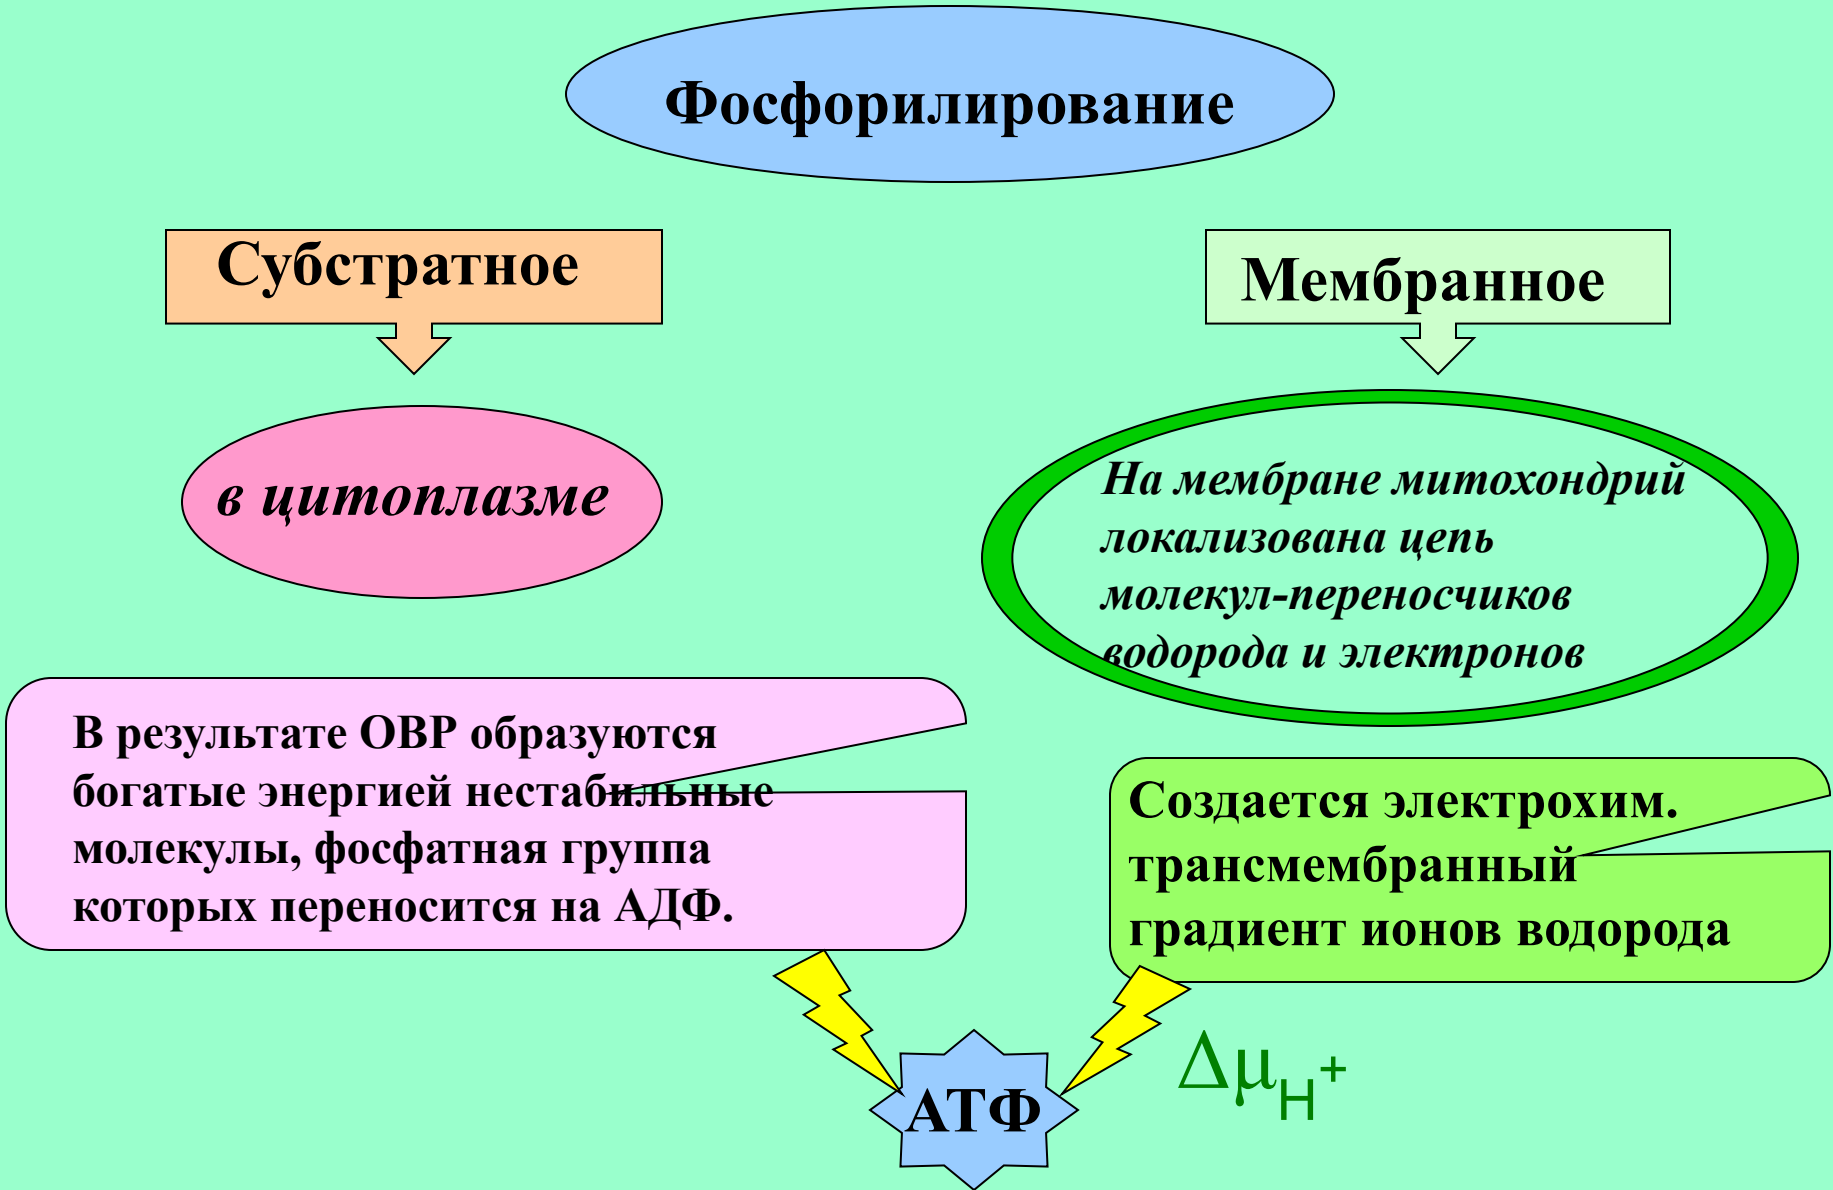 Фосфорилирование
Субстратное
Мембранное
в цитоплазме
На мембране митохондрий
локализована цепь
молекул-переносчиков
водорода и электронов
В результате ОВР образуются
богатые энергией нестабильные
молекулы, фосфатная группа
которых переносится на АДФ.
Создается электрохим.
трансмембранный
градиент ионов водорода
ΔμH+
АТФ